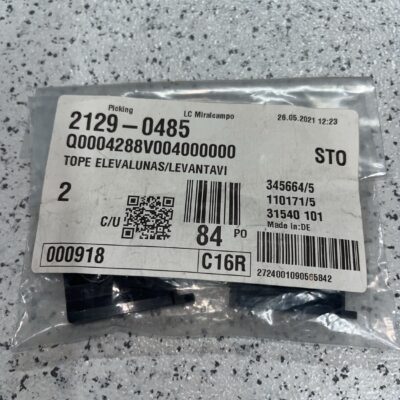 Picking LC Miralcampo 26.05.2021 12:23
2129-0485
Q0004288V004000000 STO
TOPE ELEVALUNAS/LEVANTAVI
2 C/U 84 PO
345664/5
110171/5
31540 101
Made in:DE
000918 C16R
2724001090565842